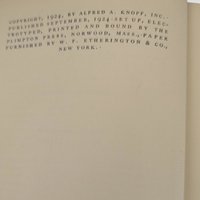 COPYRIGHT, 1924, BY ALFRED A. KNOPF, INC.
PUBLISHED SEPTEMBER, 1924 SET UP, ELEC-
TROTYPED, PRINTED AND BOUND BY THE
PLIMPTON PRESS, NORWOOD, MASS., PAPER
FURNISHED BY W. F. ETHERINGTON & CO.,
NEW YORK.